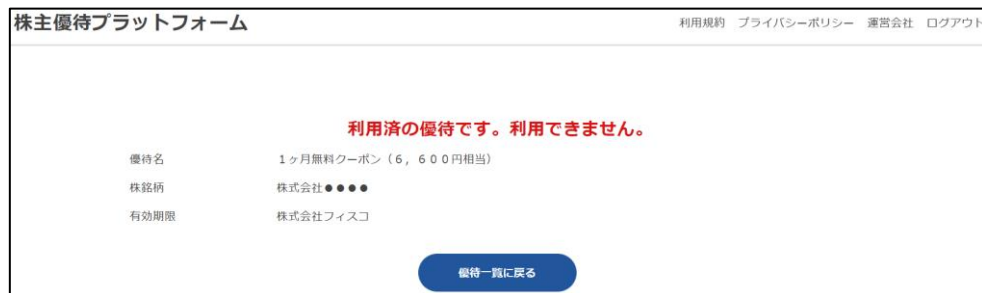 株主優待プラットフォーム
利用規約 プライバシーポリシー 運営会社 ログアウト
利用済の優待です。利用できません。
優待名 1ヶ月無料クーポン（6，600円相当）
株銘柄 株式会社●●●●
有効期限 株式会社フィスコ
優待一覧に戻る